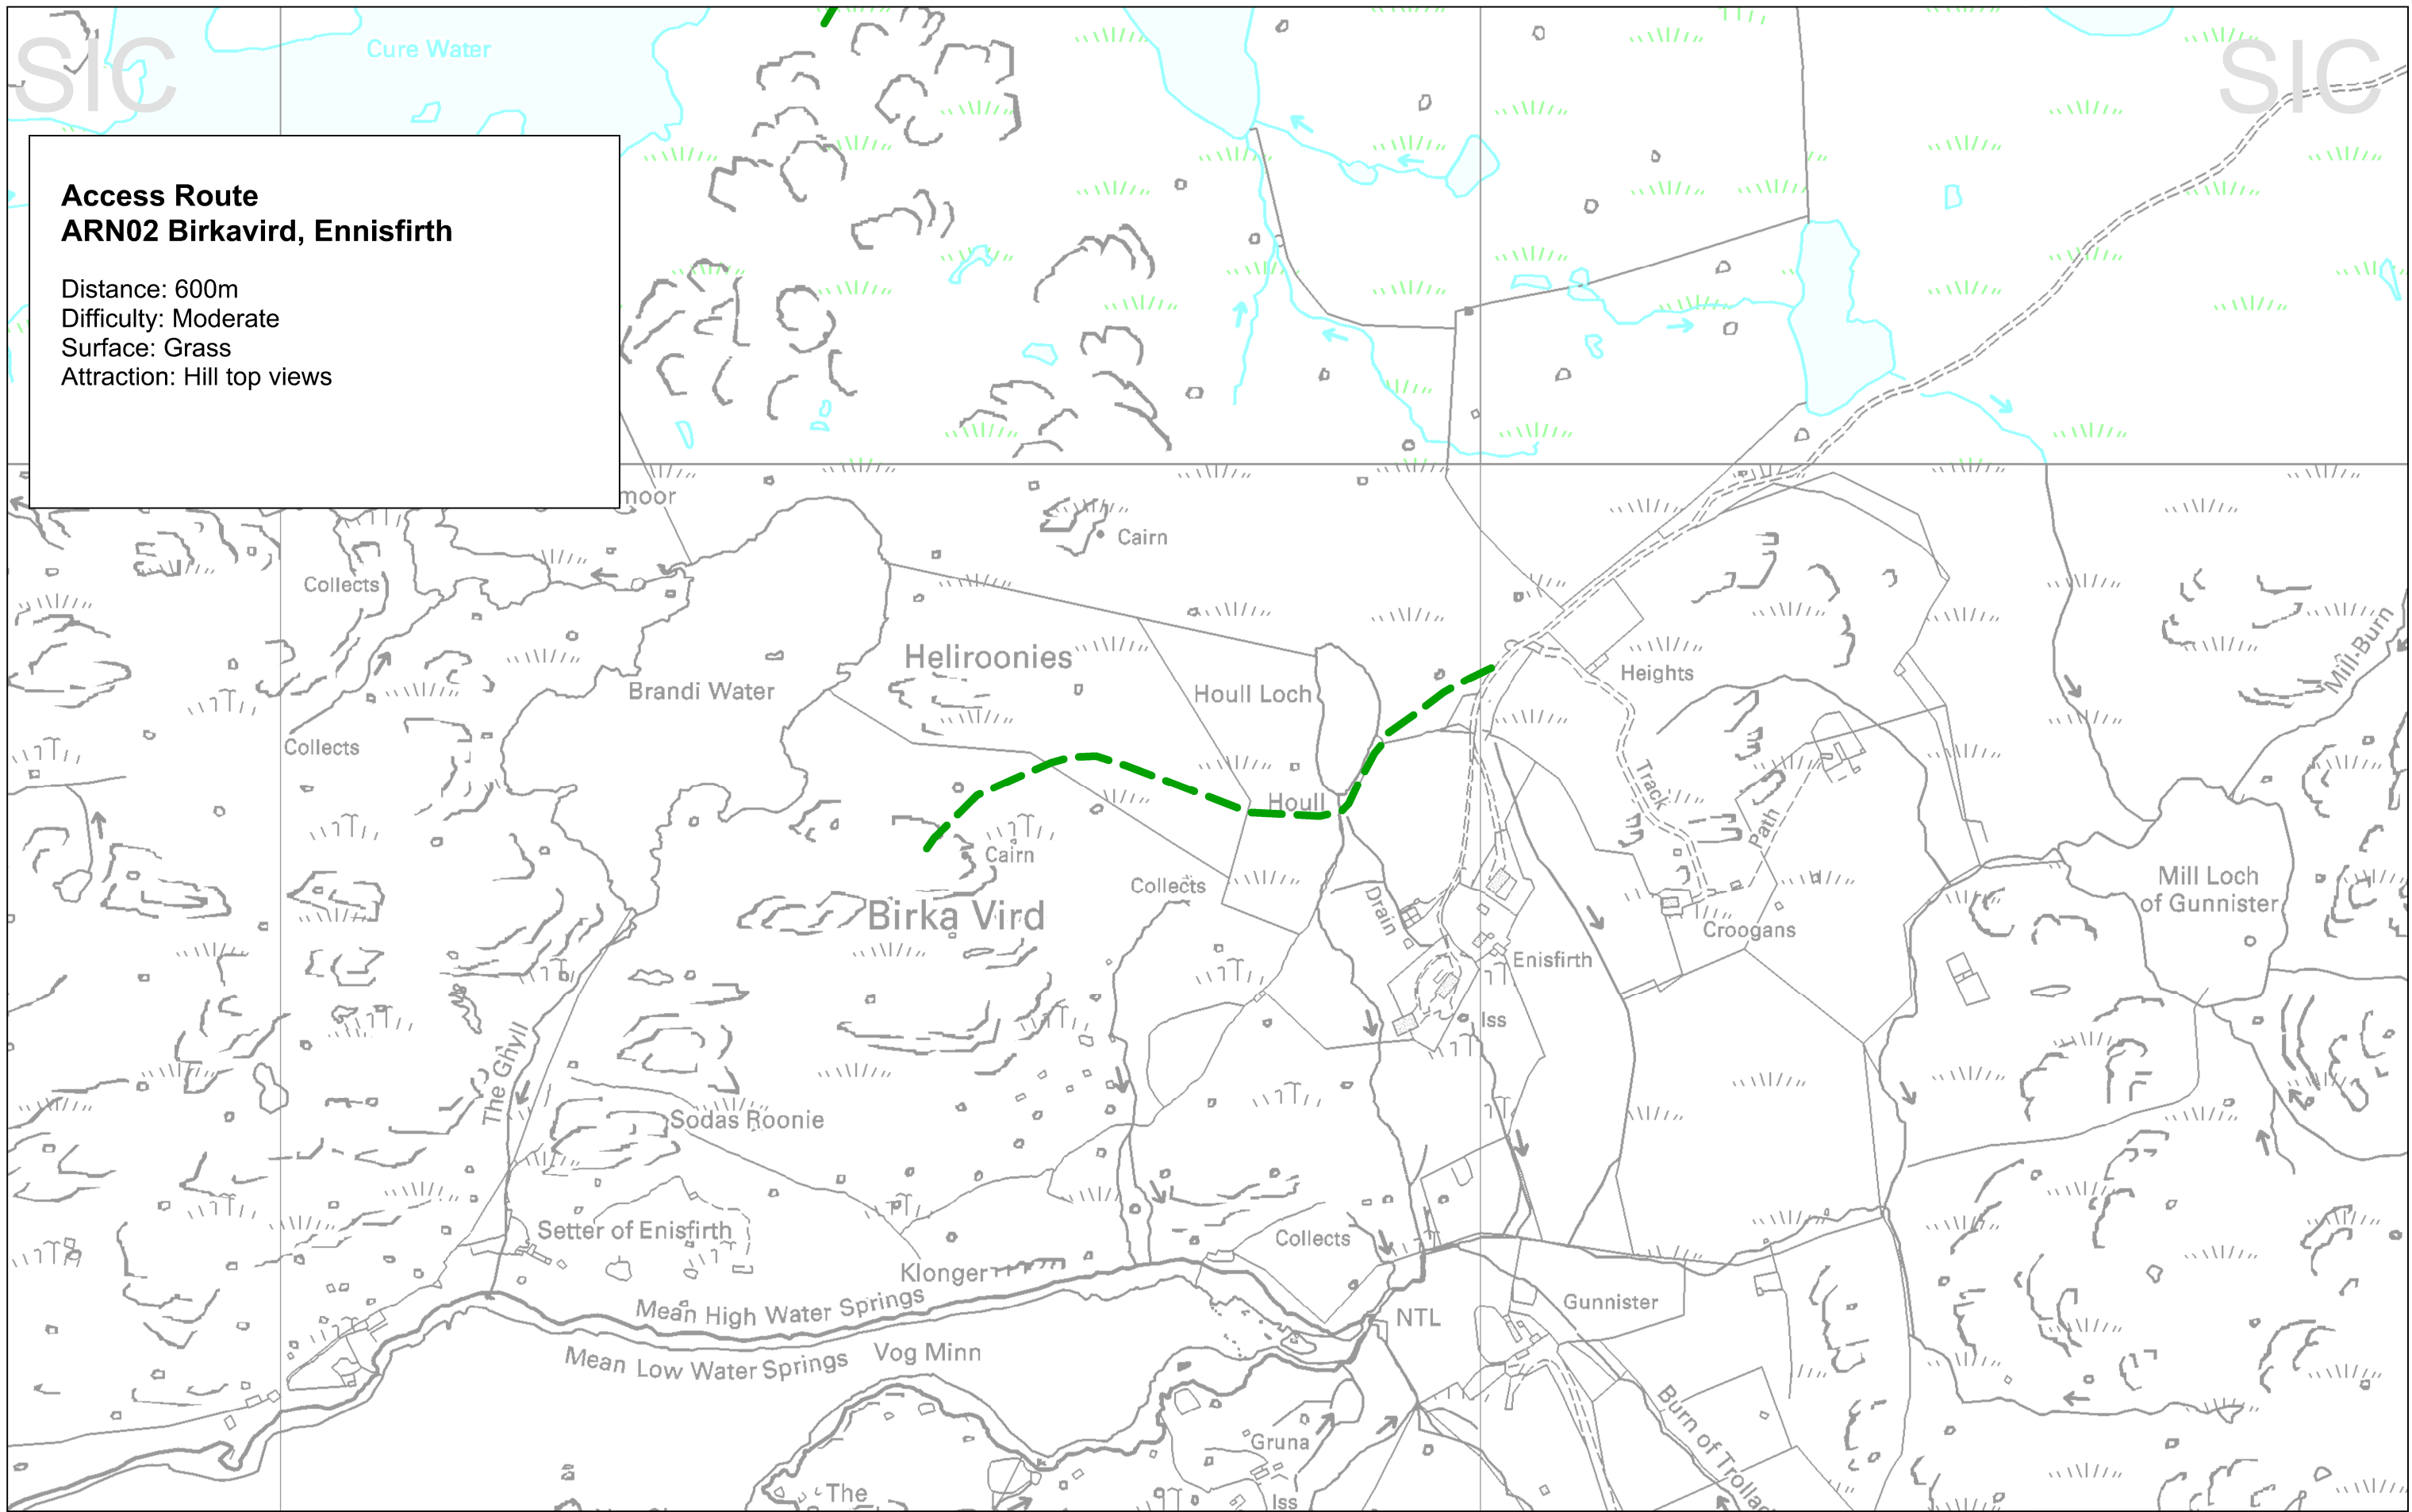 SIC
Cure Water
SIC
Access Route
ARN02 Birkavird, Ennisfirth
Distance: 600m
Difficulty: Moderate
Surface: Grass
Attraction: Hill top views
moor
Cairn
Collects
Heliroonies
Brandi Water
Houll Loch
Heights
Mill Burn
Collects
Track
Houll
Path
Cairn
Collects
Birka Vird
Drain
Mill Loch
of Gunnister
Croogans
Enisfirth
Iss
The Ghyll
Sodas Roonie
Setter of Enisfirth
Collects
Klonger
Mean High Water Springs
Gunnister
NTL
Mean Low Water Springs
Vog Minn
Gruna
Burn of
The
Iss